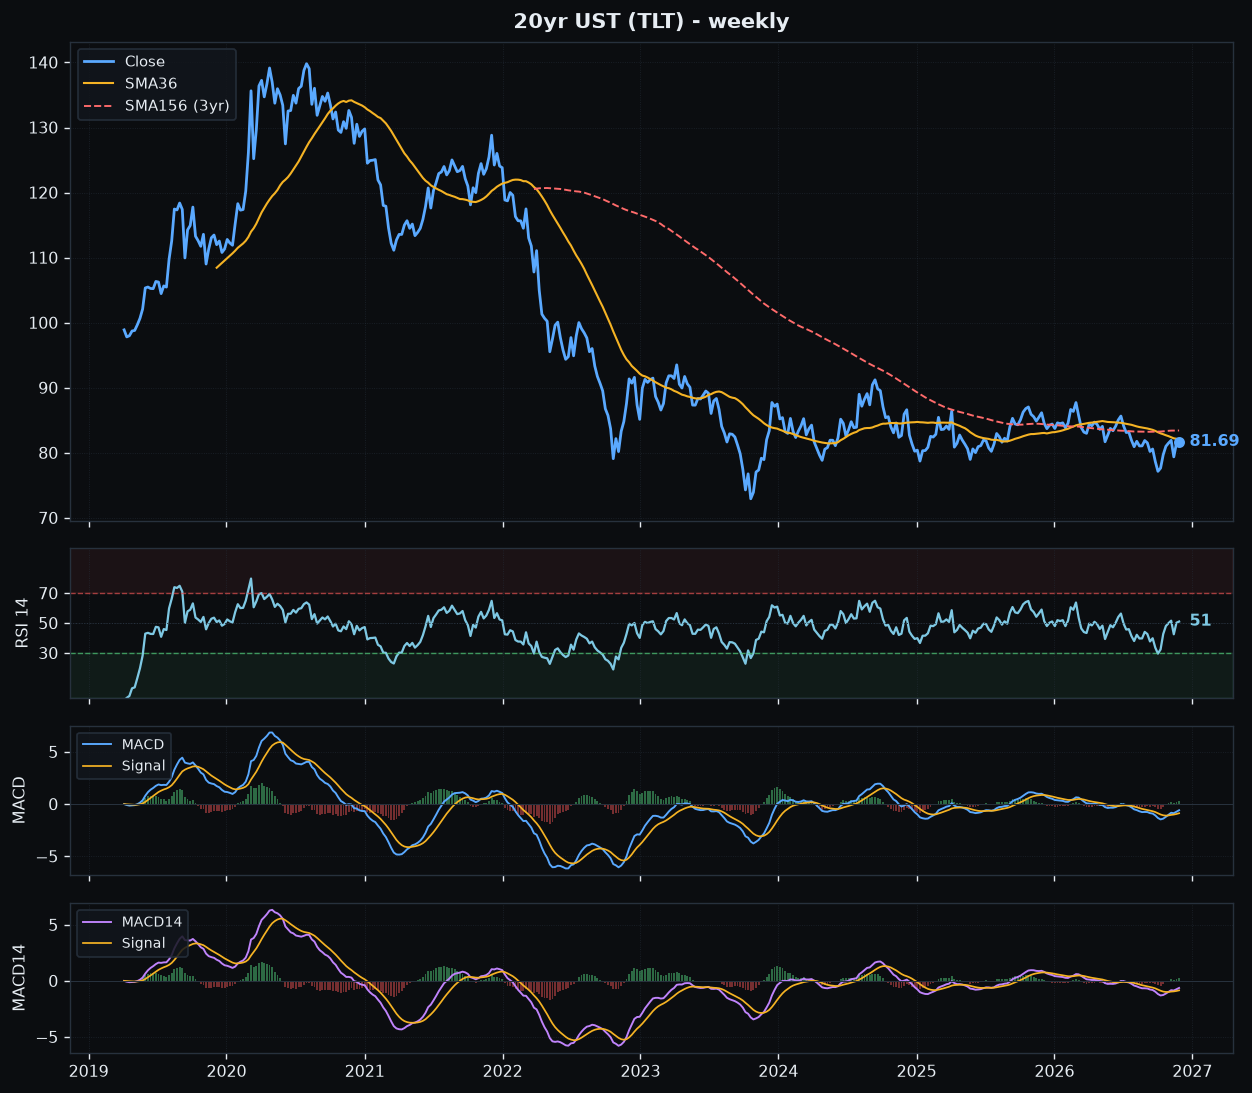 20yr UST (TLT) - weekly
Close
SMA36
SMA156 (3yr)
140
130
120
110
100
90
80
70
81.69
RSI 14
70
50
30
51
MACD
MACD
Signal
5
0
−5
MACD14
MACD14
Signal
5
0
−5
2019 2020 2021 2022 2023 2024 2025 2026 2027